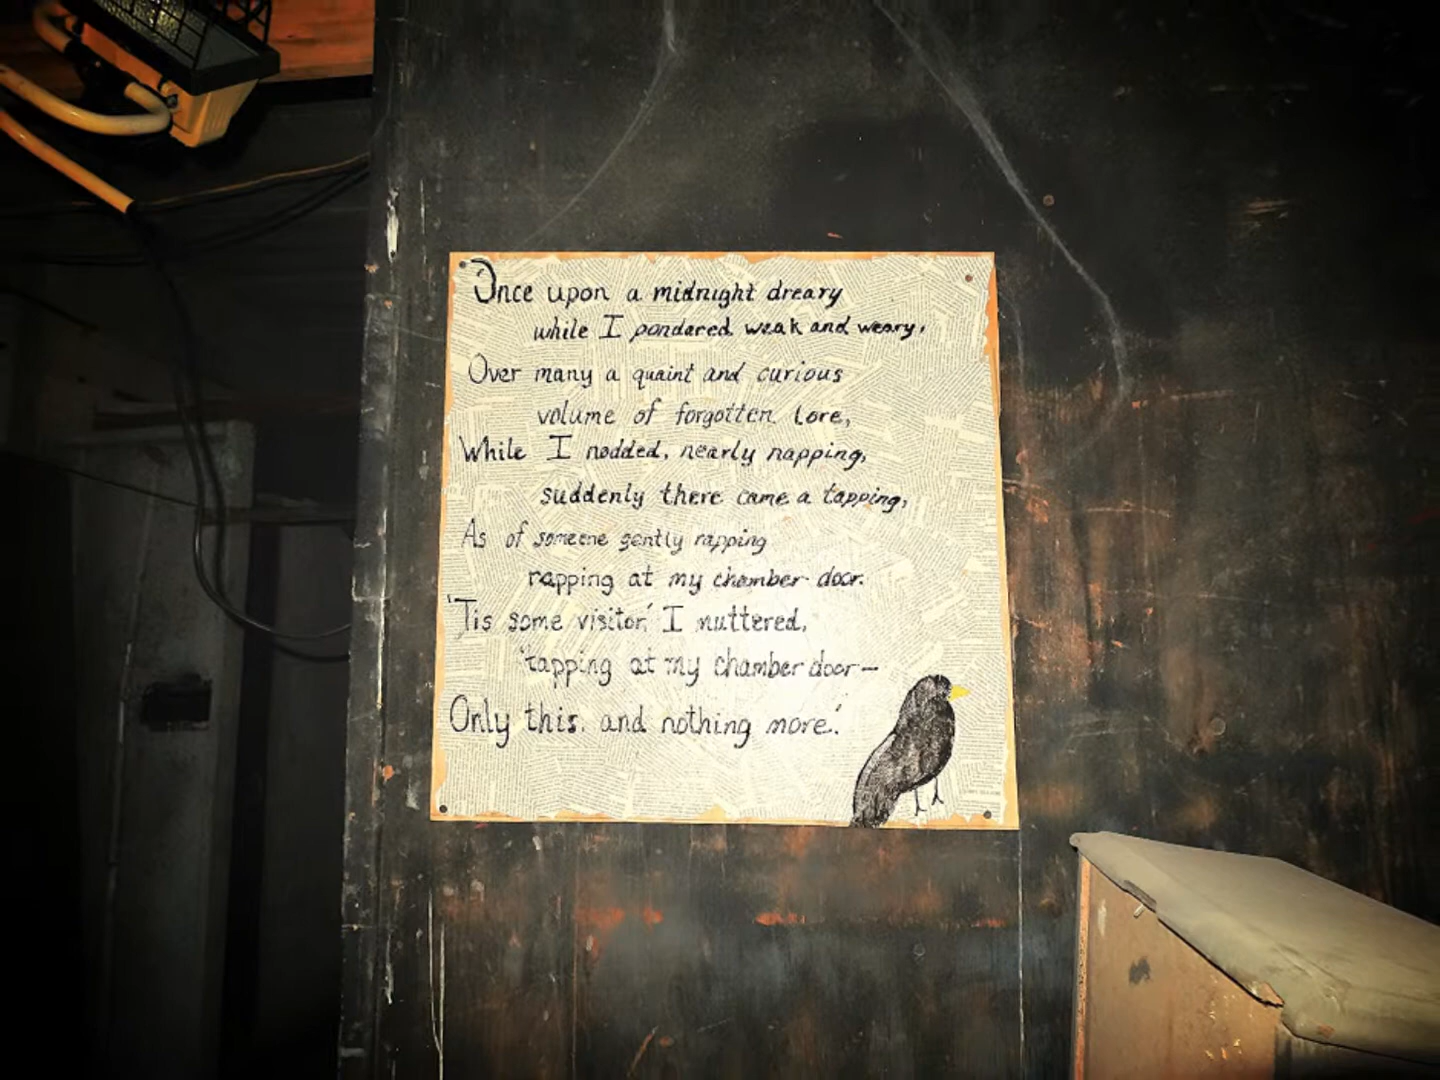 Once upon a midnight dreary
while I pondered weak and weary,
Over many a quaint and curious
volume of forgotten lore,
While I nodded, nearly napping,
suddenly there came a tapping,
As of someone gently rapping
rapping at my chamber door.
'Tis some visitor,' I muttered,
'tapping at my chamber door—
Only this, and nothing more.'